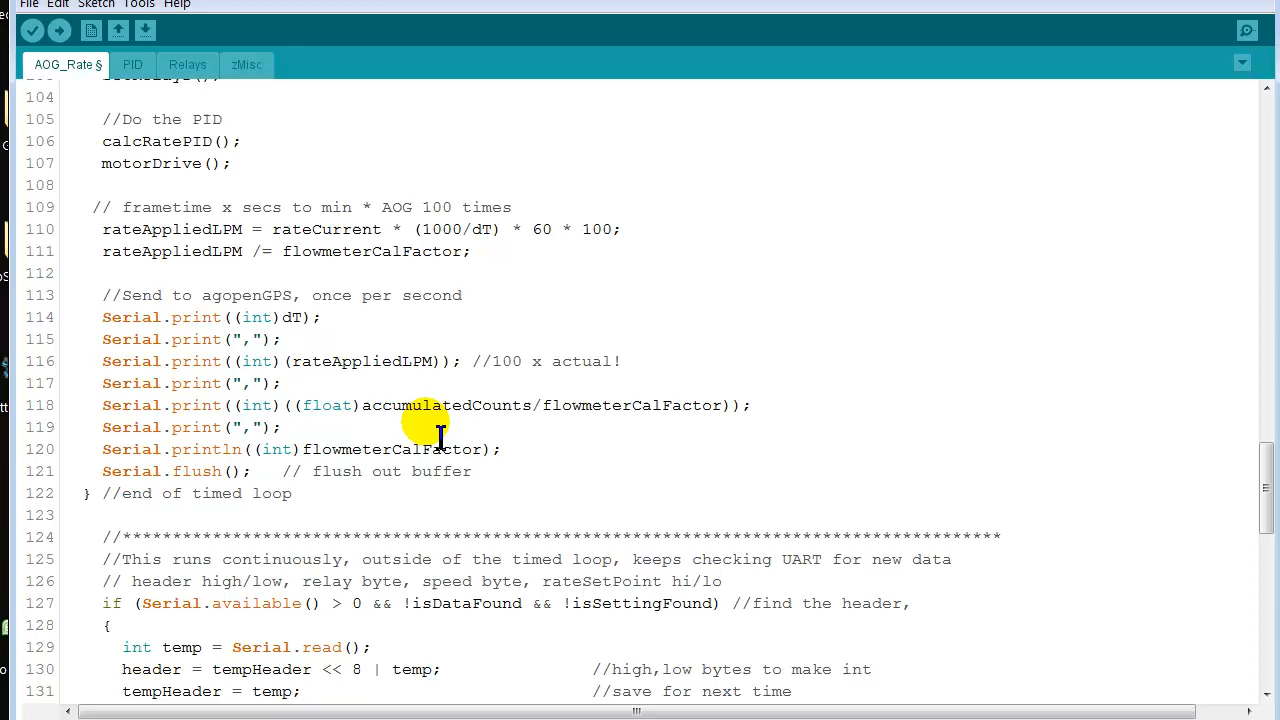 File Edit Sketch Tools Help
AOG_Rate § PID Relays zMisc
104
105 //Do the PID
106 calcRatePID();
107 motorDrive();
108
109 // frametime x secs to min * AOG 100 times
110 rateAppliedLPM = rateCurrent * (1000/dT) * 60 * 100;
111 rateAppliedLPM /= flowmeterCalFactor;
112
113 //Send to agopenGPS, once per second
114 Serial.print((int)dT);
115 Serial.print(",");
116 Serial.print((int)(rateAppliedLPM)); //100 x actual!
117 Serial.print(",");
118 Serial.print((int)((float)accumulatedCounts/flowmeterCalFactor));
119 Serial.print(",");
120 Serial.println((int)flowmeterCalFactor);
121 Serial.flush(); // flush out buffer
122 } //end of timed loop
123
124 //****************************************************************************************
125 //This runs continuously, outside of the timed loop, keeps checking UART for new data
126 // header high/low, relay byte, speed byte, rateSetPoint hi/lo
127 if (Serial.available() > 0 && !isDataFound && !isSettingFound) //find the header,
128 {
129 int temp = Serial.read();
130 header = tempHeader << 8 | temp; //high,low bytes to make int
131 tempHeader = temp; //save for next time